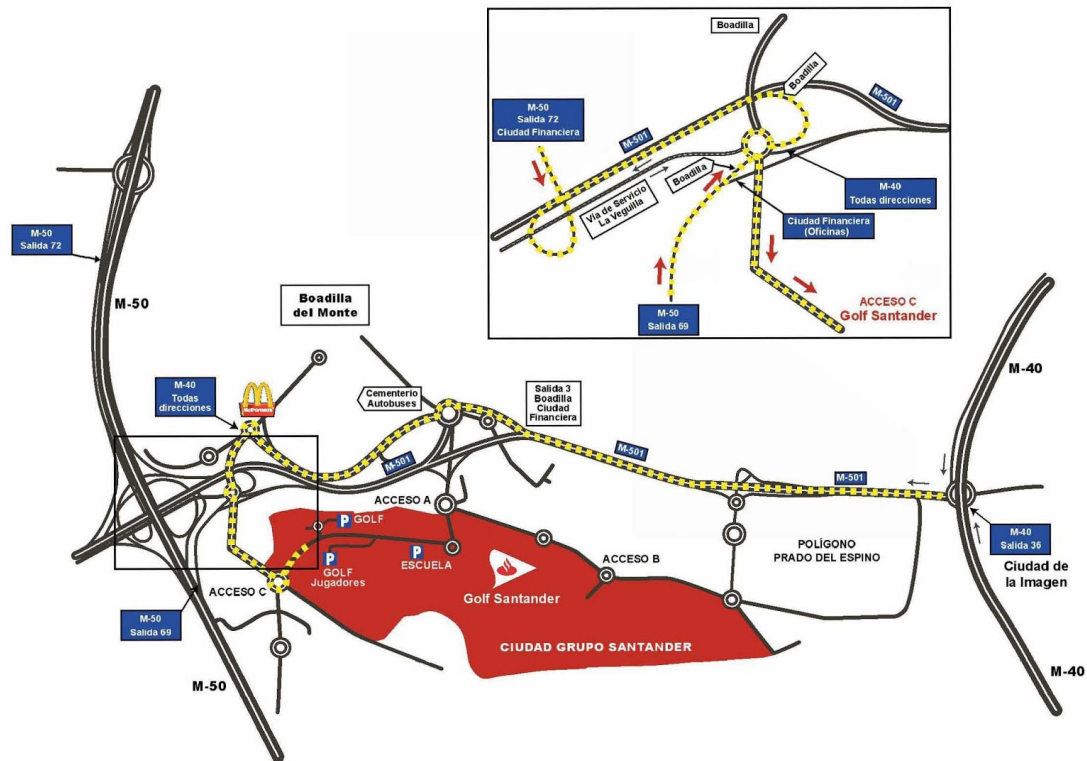 Boadilla
Boadilla
M-50
Salida 72
Ciudad Financiera
M-501
M-501
Boadilla
Vía de Servicio
La Veguilla
M-40
Todas direcciones
Ciudad Financiera
(Oficinas)
M-50
Salida 69
ACCESO C
Golf Santander
M-50
Salida 72
M-50
Boadilla
del Monte
M-40
Todas
direcciones
McDonald's
Cementerio
Autobuses
Salida 3
Boadilla
Ciudad
Financiera
M-40
M-501
M-501
M-501
ACCESO A
P GOLF
P
GOLF
Jugadores
P
ESCUELA
ACCESO B
POLÍGONO
PRADO DEL ESPINO
M-40
Salida 36
Ciudad de
la Imagen
Golf Santander
ACCESO C
CIUDAD GRUPO SANTANDER
M-50
Salida 69
M-50
M-40